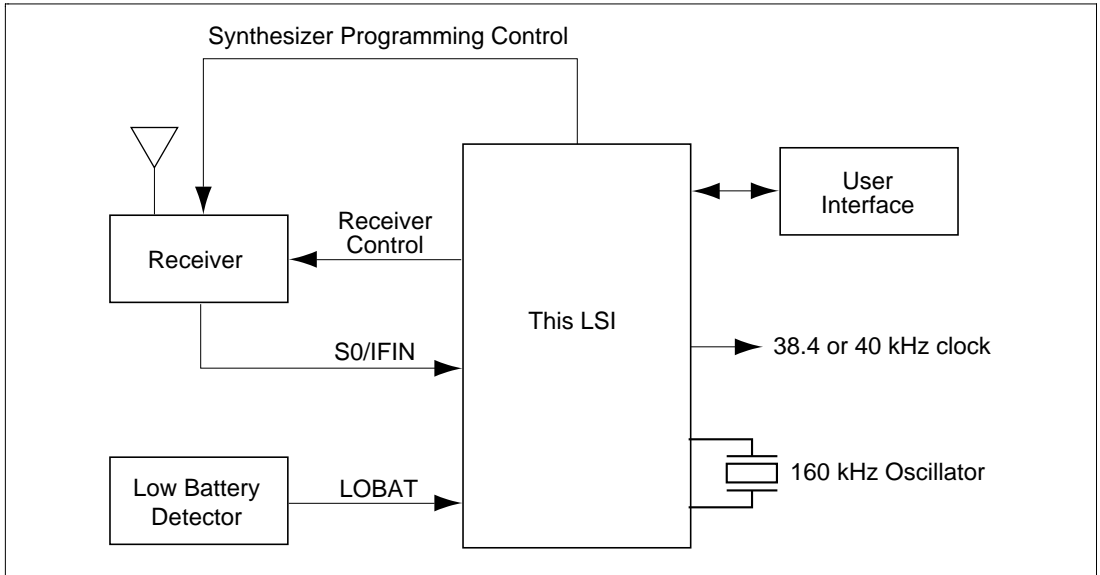 Synthesizer Programming Control
Receiver
Receiver
Control
This LSI
User
Interface
S0/IFIN
38.4 or 40 kHz clock
160 kHz Oscillator
Low Battery
Detector
LOBAT